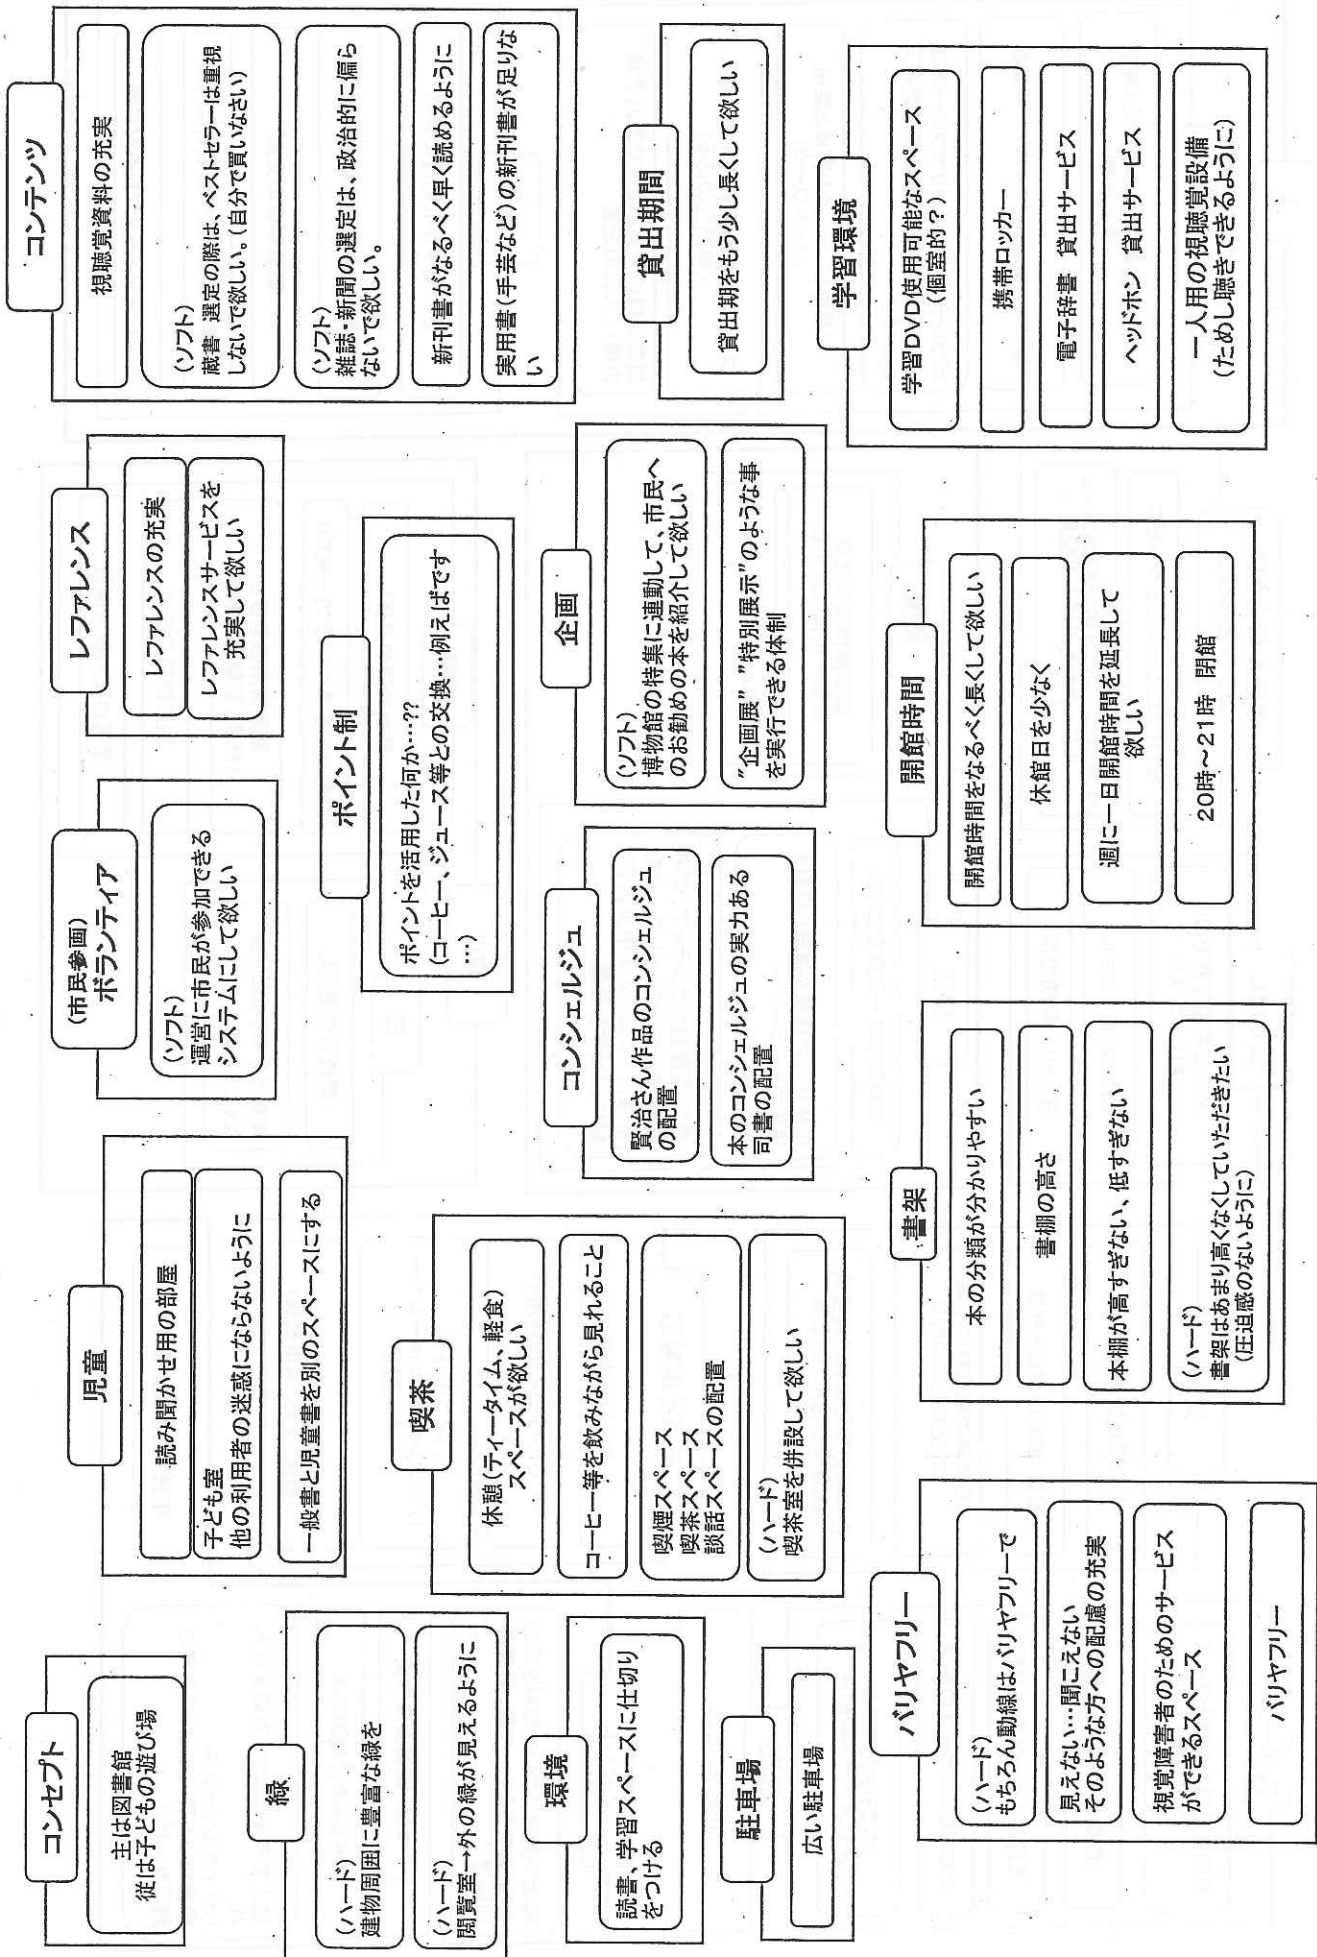 コンセプト
主は図書館
従は子どもの遊び場
児童
読み聞かせ用の部屋
子ども室
他の利用者の迷惑にならないように
一般書と児童書を別のスペースにする
(市民参画)
ボランティア
(ソフト)
運営に市民が参加できる
システムにして欲しい
レファレンス
レファレンスの充実
レファレンスサービスを
充実して欲しい
コンテンツ
視聴覚資料の充実
(ソフト)
蔵書 選定の際は、ベストセラーは重視
しないで欲しい。(自分で買いなさい)
(ソフト)
雑誌・新聞の選定は、政治的に偏ら
ないで欲しい。
新刊書がなるべく早く読めるように
実用書(手芸など)の新刊書が足りな
い
緑
(ハード)
建物周囲に豊富な緑を
(ハード)
閲覧室→外の緑が見えるように
喫茶
休憩(ティータイム、軽食)
スペースが欲しい
コーヒー等を飲みながら見れること
喫煙スペース
喫茶スペース
談話スペースの配置
(ハード)
喫茶室を併設して欲しい
ポイント制
ポイントを活用した何か…??
(コーヒー、ジュース等との交換…例えばです
…)
環境
読書、学習スペースに仕切り
をつける
コンシェルジュ
賢治さん作品のコンシェルジュ
の配置
本のコンシェルジュの実力ある
司書の配置
企画
(ソフト)
博物館の特集に連動して、市民へ
のお勧めの本を紹介して欲しい
"企画展" "特別展示"のような事
を実行できる体制
貸出期間
貸出期をもう少し長くして欲しい
駐車場
広い駐車場
バリヤフリー
(ハード)
もちろん動線はバリヤフリーで
見えない…聞こえない
そのような方への配慮の充実
視覚障害者のためのサービス
ができるスペース
バリヤフリー
書架
本の分類が分かりやすい
書棚の高さ
本棚が高すぎない、低すぎない
(ハード)
書架はあまり高くなくしていただきたい
(圧迫感のないように)
開館時間
開館時間をなるべく長くして欲しい
休館日を少なく
週に一日開館時間を延長して
欲しい
20時~21時 閉館
学習環境
学習DVD使用可能なスペース
(個室的?)
携帯ロッカー
電子辞書 貸出サービス
ヘッドホン 貸出サービス
一人用の視聴覚設備
(ためし聴きできるように)